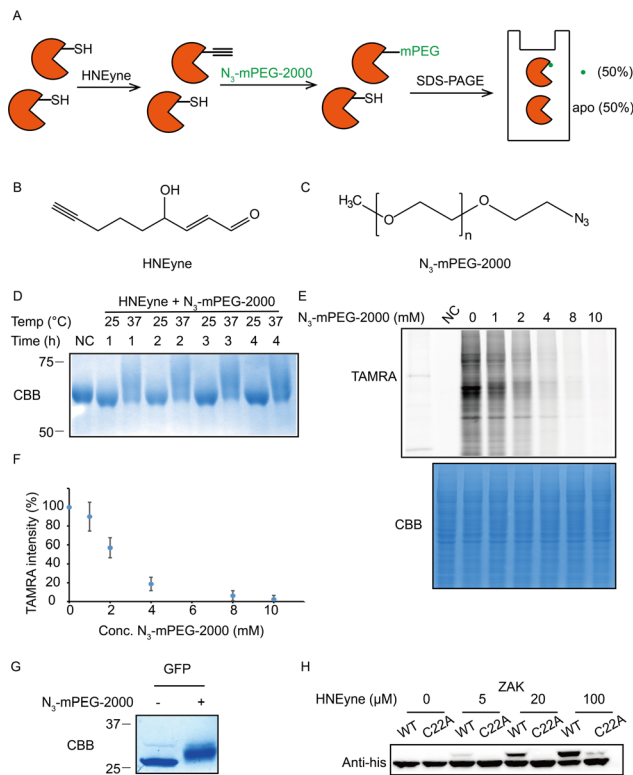 A
SH
SH
HNEyne
SH
N3-mPEG-2000
mPEG
SH
SDS-PAGE
(50%)
apo (50%)
B
OH
O
HNEyne
C
H3C
O
n
O
N3
N3-mPEG-2000
D
HNEyne + N3-mPEG-2000
Temp (°C) 25 37 25 37 25 37 25 37
Time (h) NC 1 1 2 2 3 3 4 4
75
CBB
50
E
N3-mPEG-2000 (mM) NC 0 1 2 4 8 10
TAMRA
CBB
F
TAMRA intensity (%)
100
80
60
40
20
0
0 2 4 6 8 10
Conc. N3-mPEG-2000 (mM)
G
GFP
N3-mPEG-2000 - +
37
CBB
25
H
ZAK
HNEyne (µM) 0 5 20 100
WT C22A WT C22A WT C22A WT C22A
Anti-his